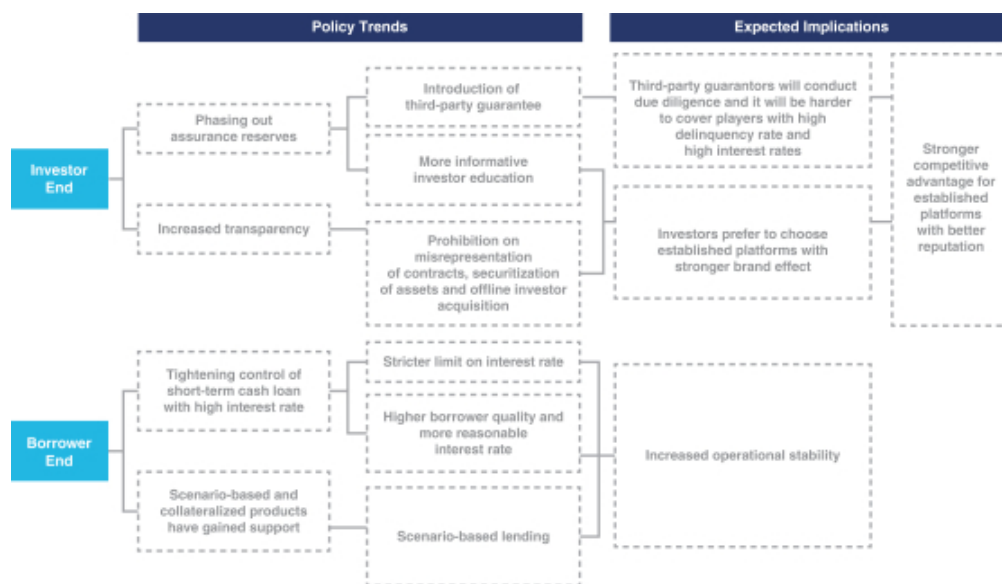 Policy Trends
Expected Implications
Investor
End
Phasing out
assurance reserves
Increased transparency
Introduction of
third-party guarantee
More informative
investor education
Prohibition on
misrepresentation
of contracts, securitization
of assets and offline investor
acquisition
Third-party guarantors will conduct
due diligence and it will be harder
to cover players with high
delinquency rate and
high interest rates
Investors prefer to choose
established platforms with
stronger brand effect
Stronger
competitive
advantage for
established
platforms
with better
reputation
Borrower
End
Tightening control of
short-term cash loan
with high interest rate
Scenario-based and
collateralized products
have gained support
Stricter limit on interest rate
Higher borrower quality and
more reasonable
interest rate
Scenario-based lending
Increased operational stability